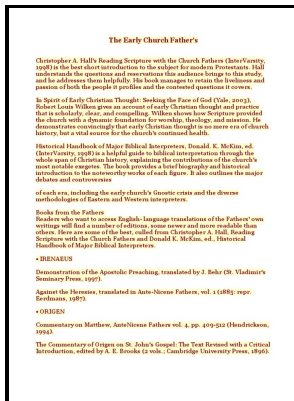 The Early Church Father's
Christopher A. Hall's Reading Scripture with the Church Fathers (InterVarsity,
1998) is the best short introduction to the subject for modern Protestants. Hall
understands the questions and reservations this audience brings to this study,
and he addresses them helpfully. His book manages to retain the liveliness and
passion of both the people it profiles and the contested questions it covers.
In Spirit of Early Christian Thought: Seeking the Face of God (Yale, 2003),
Robert Louis Wilken gives an account of early Christian thought and practice
that is scholarly, clear, and compelling. Wilken shows how Scripture provided
the church with a dynamic foundation for worship, theology, and mission. He
demonstrates convincingly that early Christian thought is no mere era of church
history, but a vital source for the church's continued health.
Historical Handbook of Major Biblical Interpreters, Donald. K. McKim, ed.
(InterVarsity, 1998) is a helpful guide to biblical interpretation through the
whole span of Christian history, explaining the contributions of the church's
most notable exegetes. The book provides a brief biography and historical
introduction to the noteworthy works of each figure. It also outlines the major
debates and controversies
of each era, including the early church's Gnostic crisis and the diverse
methodologies of Eastern and Western interpreters.
Books from the Fathers
Readers who want to access English-language translations of the Fathers' own
writings will find a number of editions, some newer and more readable than
others. Here are some of the best, culled from Christopher A. Hall, Reading
Scripture with the Church Fathers and Donald K. McKim, ed., Historical
Handbook of Major Biblical Interpreters.
• IRENAEUS
Demonstration of the Apostolic Preaching, translated by J. Behr (St. Vladimir's
Seminary Press, 1997).
Against the Heresies, translated in Ante-Nicene Fathers, vol. 1 (1885; repr.
Eerdmans, 1987).
• ORIGEN
Commentary on Matthew, AnteNicene Fathers vol. 4, pp. 409-512 (Hendrickson,
1994).
The Commentary of Origen on St. John's Gospel: The Text Revised with a Critical
Introduction, edited by A. E. Brooks (2 vols.; Cambridge University Press, 1896).